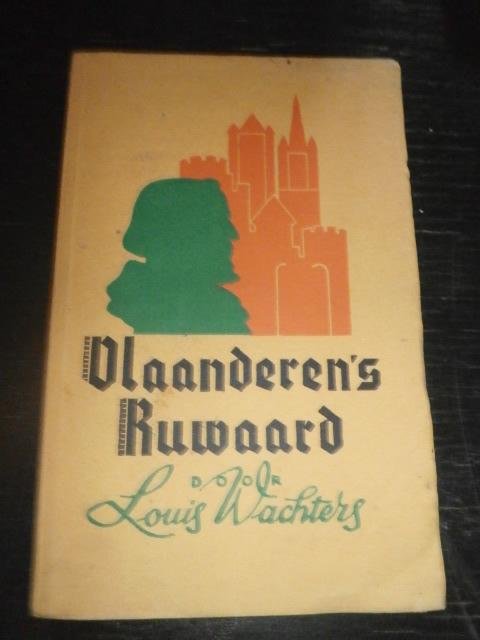 Vlaanderen's
Ruwaard
DOOR
Louis Wachters